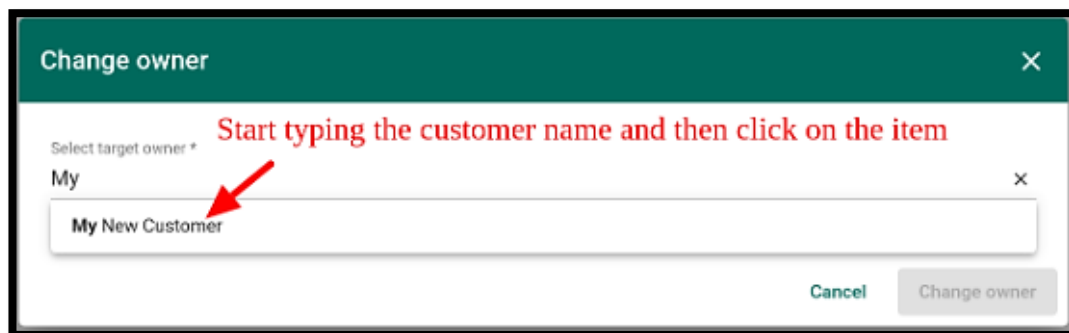 Change owner
Start typing the customer name and then click on the item
Select target owner *
My
My New Customer
Cancel
Change owner